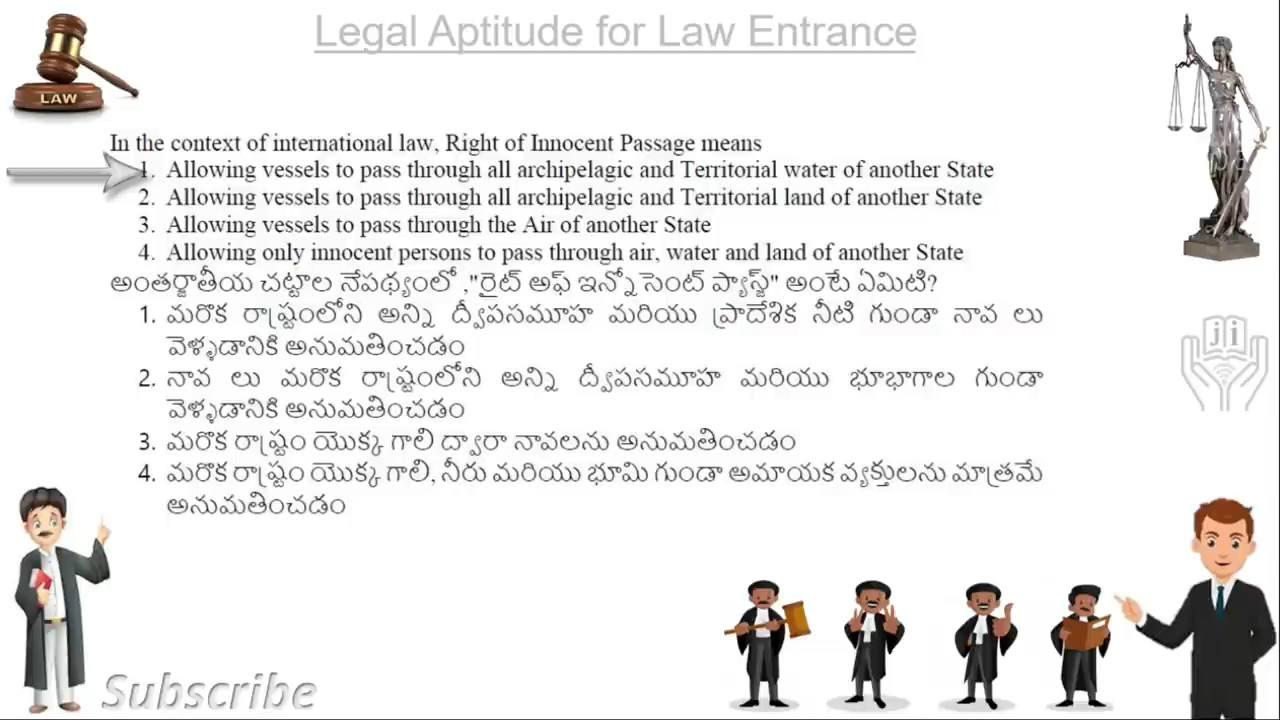 Legal Aptitude for Law Entrance
LAW
In the context of international law, Right of Innocent Passage means
1. Allowing vessels to pass through all archipelagic and Territorial water of another State
2. Allowing vessels to pass through all archipelagic and Territorial land of another State
3. Allowing vessels to pass through the Air of another State
4. Allowing only innocent persons to pass through air, water and land of another State
అంతర్జాతీయ చట్టాల నేపథ్యంలో ,"రైట్ అఫ్ ఇన్నోసెంట్ ప్యాస్జ్" అంటే ఏమిటి?
1. మరొక రాష్ట్రంలోని అన్ని ద్వీపసమూహ మరియు ప్రాదేశిక నీటి గుండా నావ లు
వెళ్ళడానికి అనుమతించడం
2. నావ లు మరొక రాష్ట్రంలోని అన్ని ద్వీపసమూహ మరియు భూభాగాల గుండా
వెళ్ళడానికి అనుమతించడం
3. మరొక రాష్ట్రం యొక్క గాలి ద్వారా నావలను అనుమతించడం
4. మరొక రాష్ట్రం యొక్క గాలి, నీరు మరియు భూమి గుండా అమాయక వ్యక్తులను మాత్రమే
అనుమతించడం
ji
Subscribe